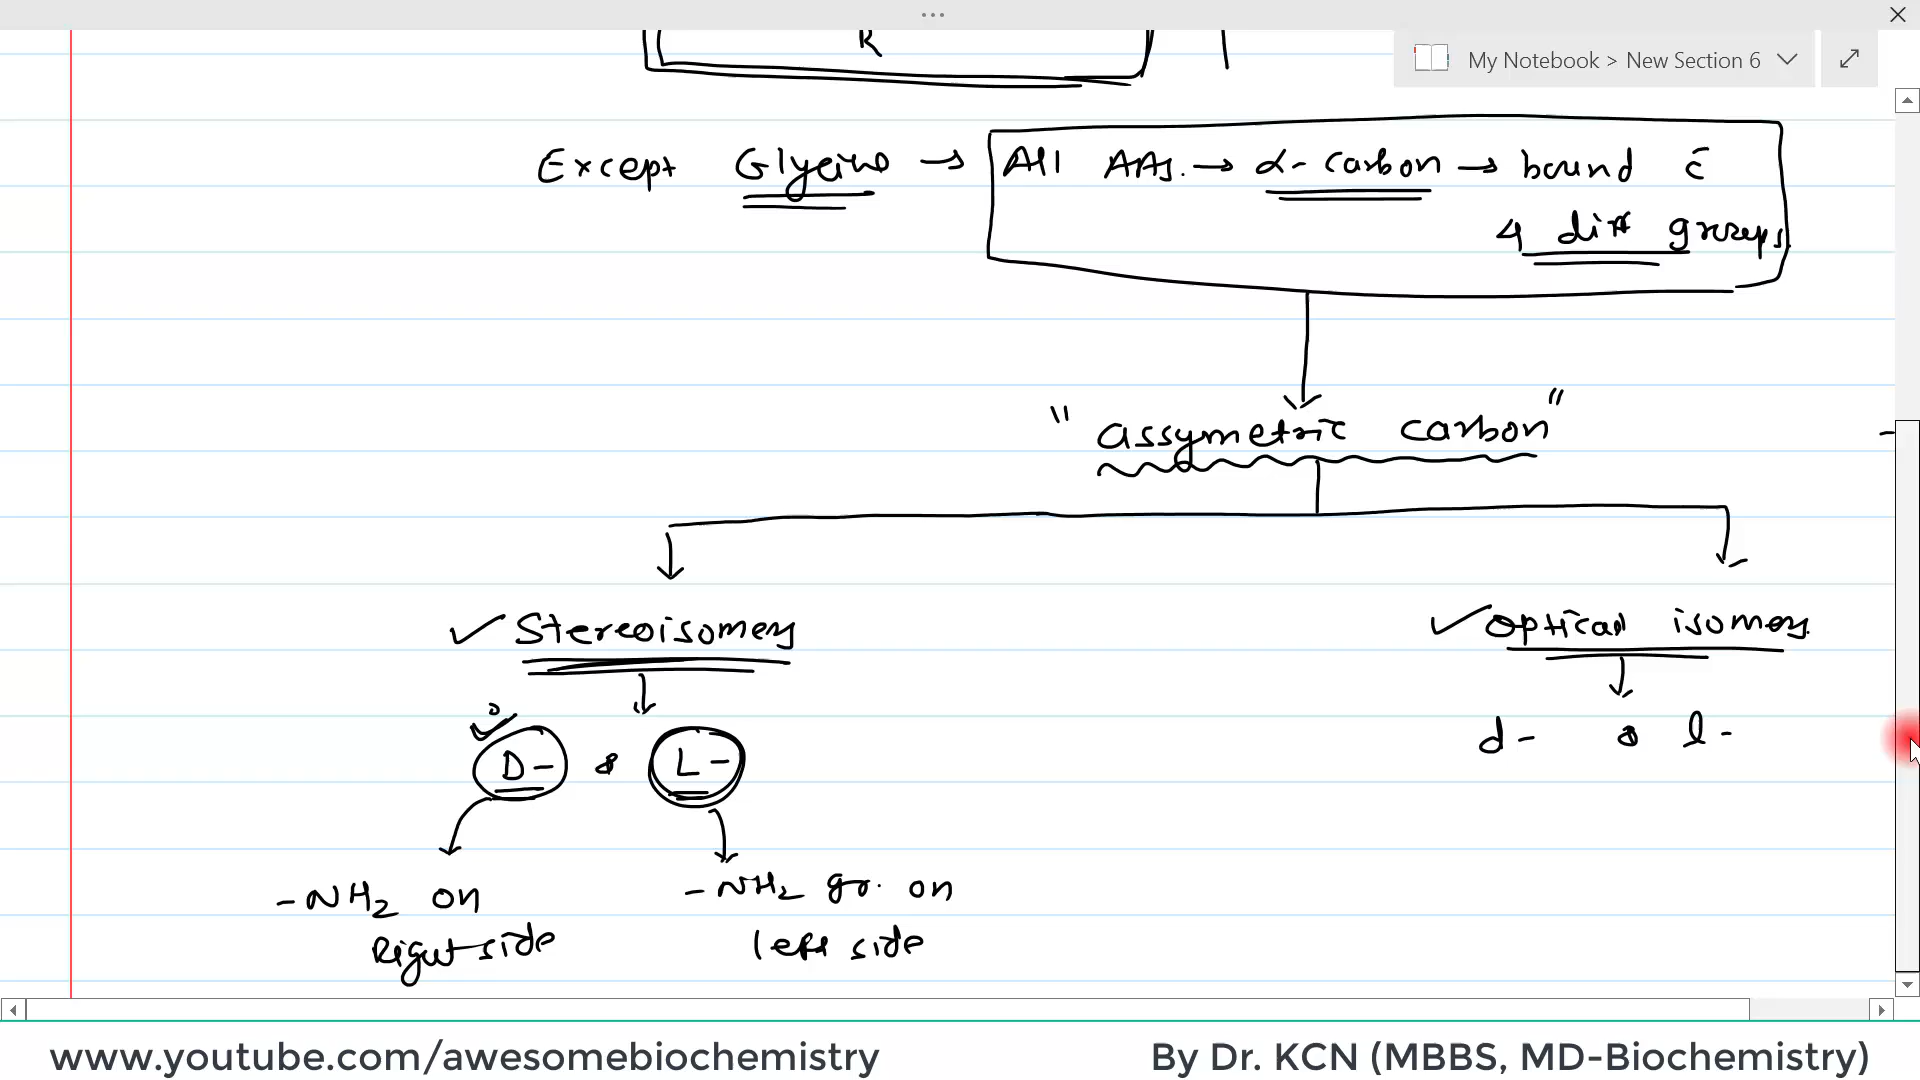 R
My Notebook > New Section 6
Except Glycine → All AAs. → α-carbon → bound c̄
4 diff groups
"assymetric carbon"
✓ Stereoisomers
✓ optical isomers.
D- & L-
d- & l-
-NH2 on
Right side
-NH2 gr. on
left side
www.youtube.com/awesomebiochemistry
By Dr. KCN (MBBS, MD-Biochemistry)